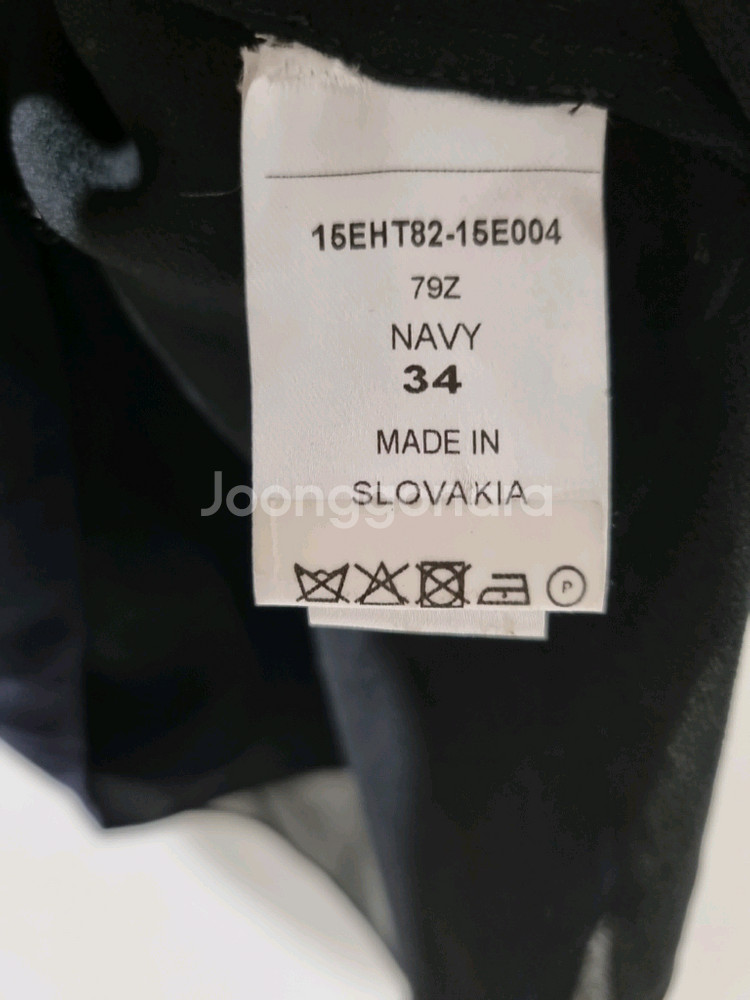 15EHT82-15E004
79Z
NAVY
34
MADE IN
SLOVAKIA
Joonggonara
P